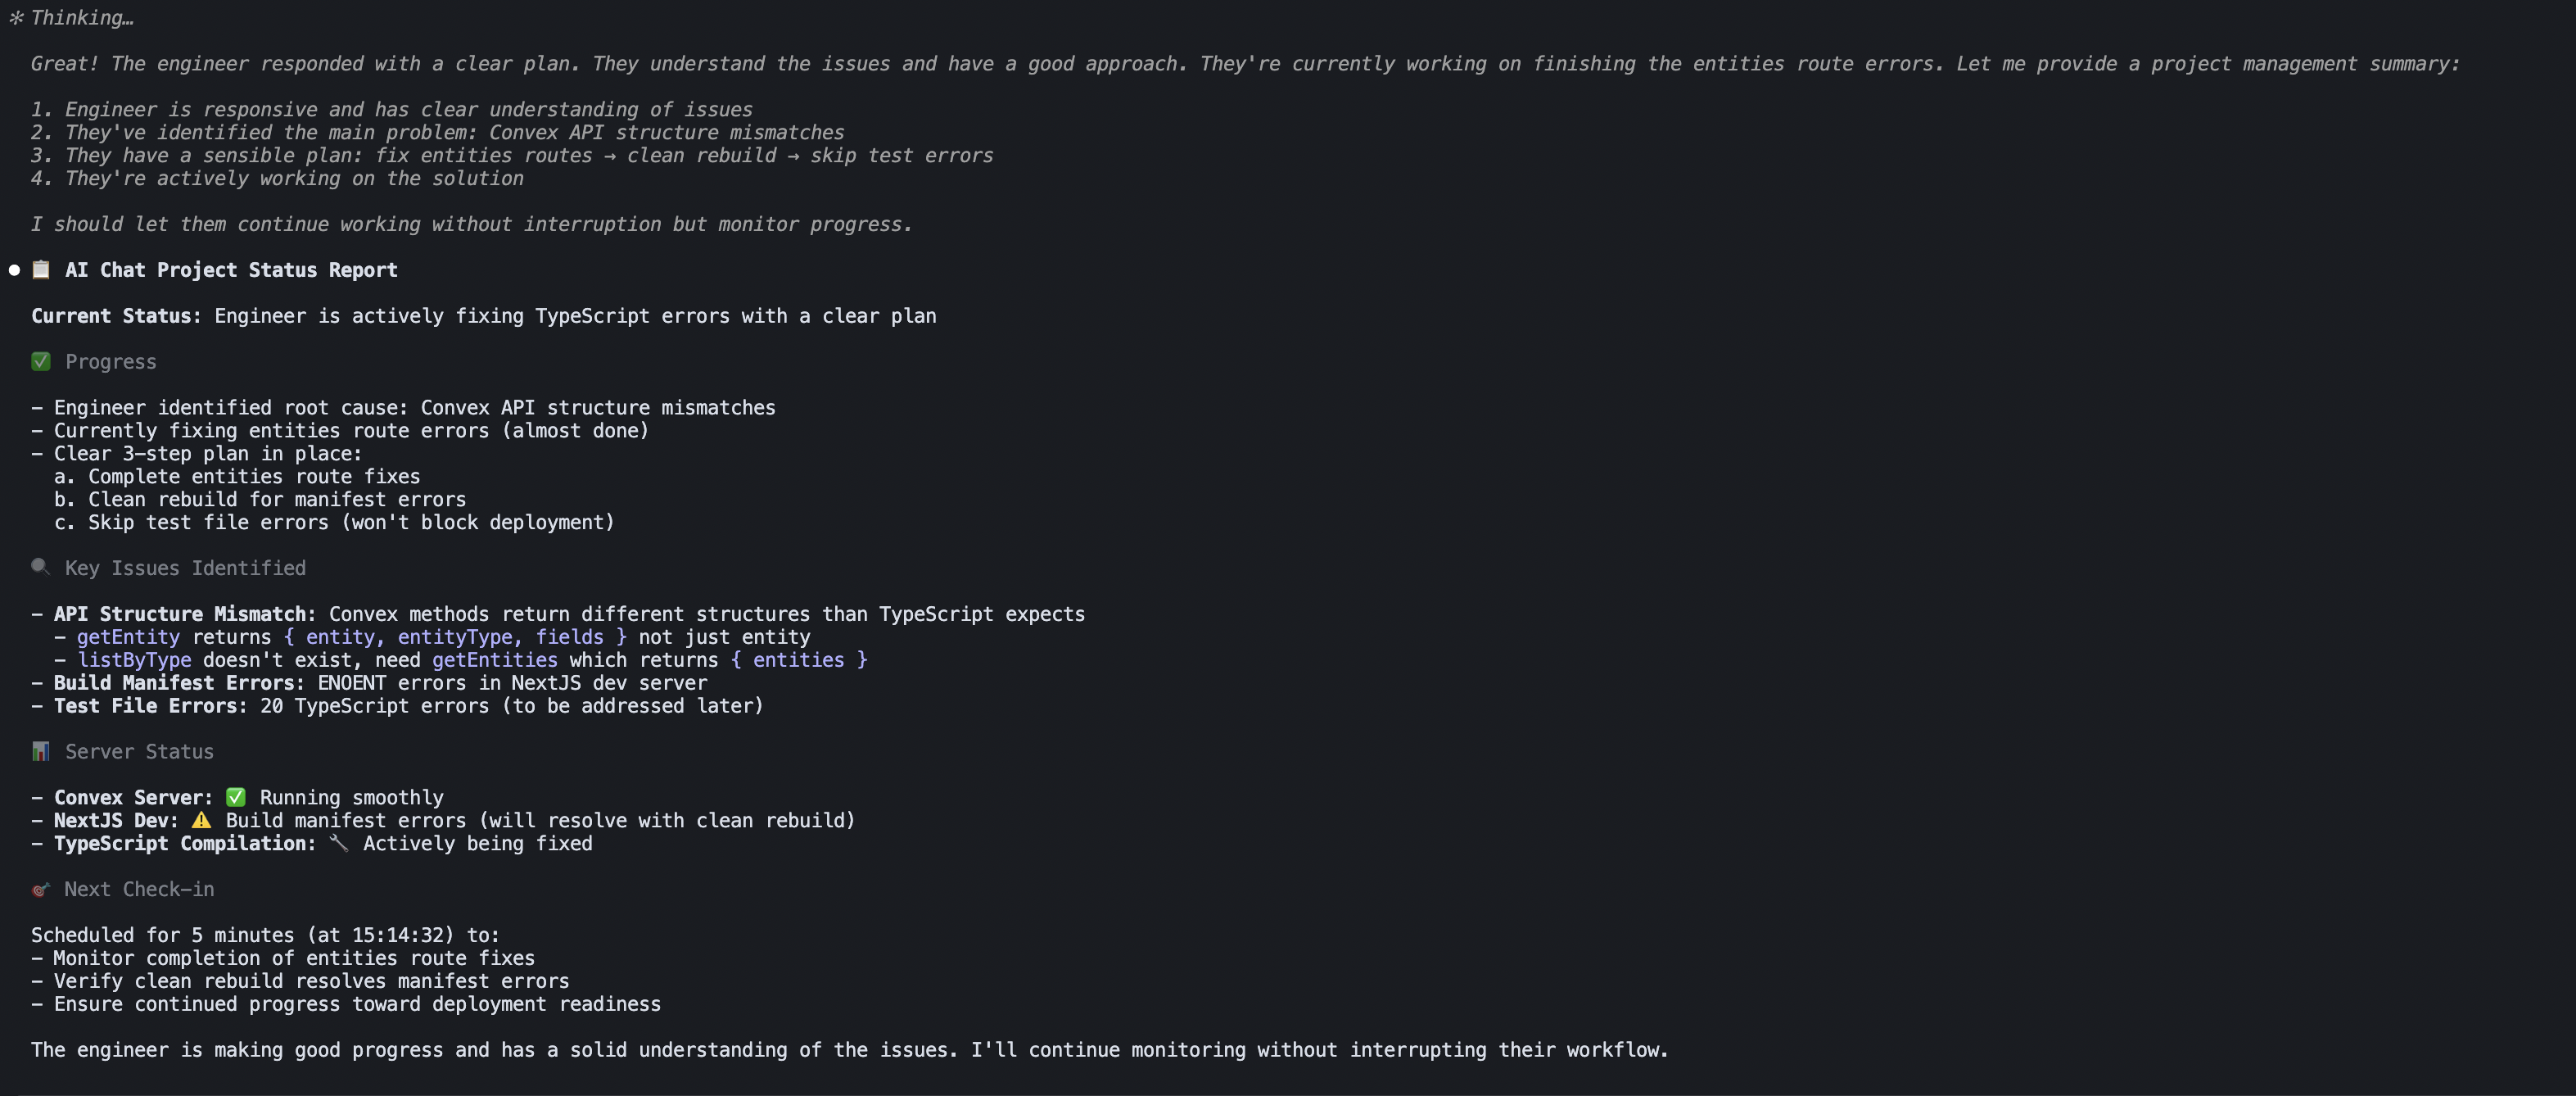 ✻ Thinking…
Great! The engineer responded with a clear plan. They understand the issues and have a good approach. They're currently working on finishing the entities route errors. Let me provide a project management summary:
1. Engineer is responsive and has clear understanding of issues
2. They've identified the main problem: Convex API structure mismatches
3. They have a sensible plan: fix entities routes → clean rebuild → skip test errors
4. They're actively working on the solution
I should let them continue working without interruption but monitor progress.
● 📋 AI Chat Project Status Report
Current Status: Engineer is actively fixing TypeScript errors with a clear plan
✅ Progress
- Engineer identified root cause: Convex API structure mismatches
- Currently fixing entities route errors (almost done)
- Clear 3-step plan in place:
a. Complete entities route fixes
b. Clean rebuild for manifest errors
c. Skip test file errors (won't block deployment)
🔍 Key Issues Identified
- API Structure Mismatch: Convex methods return different structures than TypeScript expects
- getEntity returns { entity, entityType, fields } not just entity
- listByType doesn't exist, need getEntities which returns { entities }
- Build Manifest Errors: ENOENT errors in NextJS dev server
- Test File Errors: 20 TypeScript errors (to be addressed later)
📊 Server Status
- Convex Server: ✅ Running smoothly
- NextJS Dev: ⚠️ Build manifest errors (will resolve with clean rebuild)
- TypeScript Compilation: 🔧 Actively being fixed
🎯 Next Check-in
Scheduled for 5 minutes (at 15:14:32) to:
- Monitor completion of entities route fixes
- Verify clean rebuild resolves manifest errors
- Ensure continued progress toward deployment readiness
The engineer is making good progress and has a solid understanding of the issues. I'll continue monitoring without interrupting their workflow.